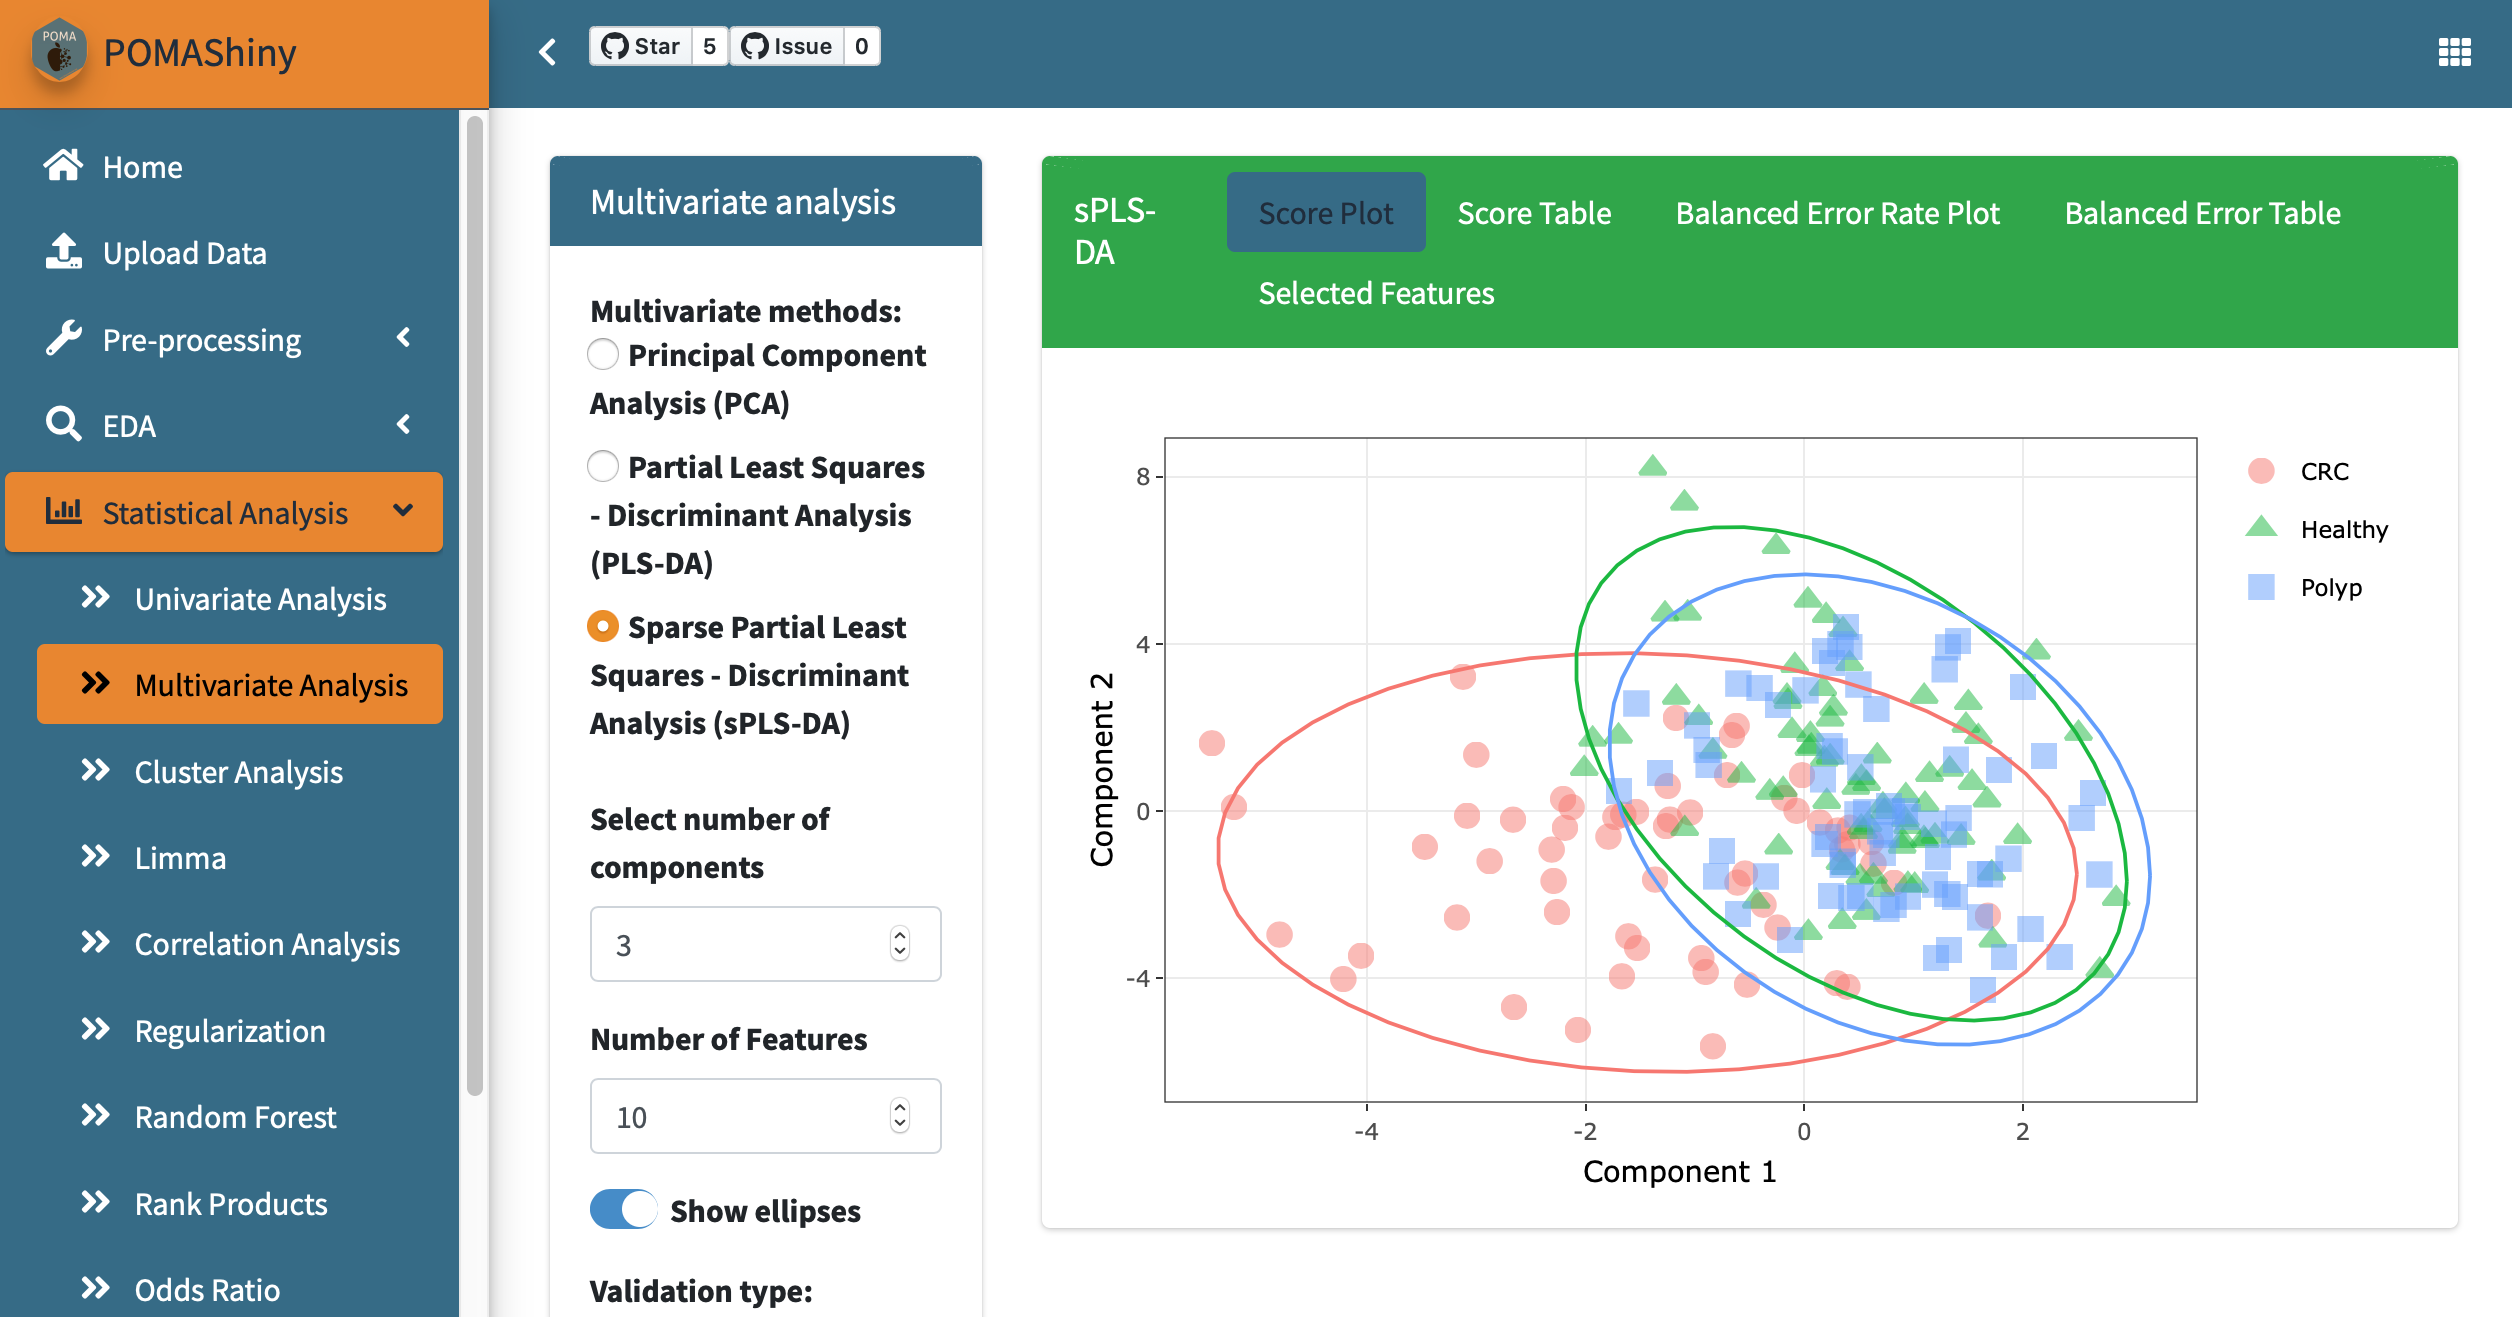 POMA
POMAShiny
Star 5 Issue 0
Home
Upload Data
Pre-processing
EDA
Statistical Analysis
Univariate Analysis
Multivariate Analysis
Cluster Analysis
Limma
Correlation Analysis
Regularization
Random Forest
Rank Products
Odds Ratio
Multivariate analysis
Multivariate methods:
Principal Component
Analysis (PCA)
Partial Least Squares
- Discriminant Analysis
(PLS-DA)
Sparse Partial Least
Squares - Discriminant
Analysis (sPLS-DA)
Select number of
components
3
Number of Features
10
Show ellipses
Validation type:
sPLS-
DA
Score Plot Score Table Balanced Error Rate Plot Balanced Error Table
Selected Features
8
4
0
-4
Component 2
-4 -2 0 2
Component 1
CRC
Healthy
Polyp